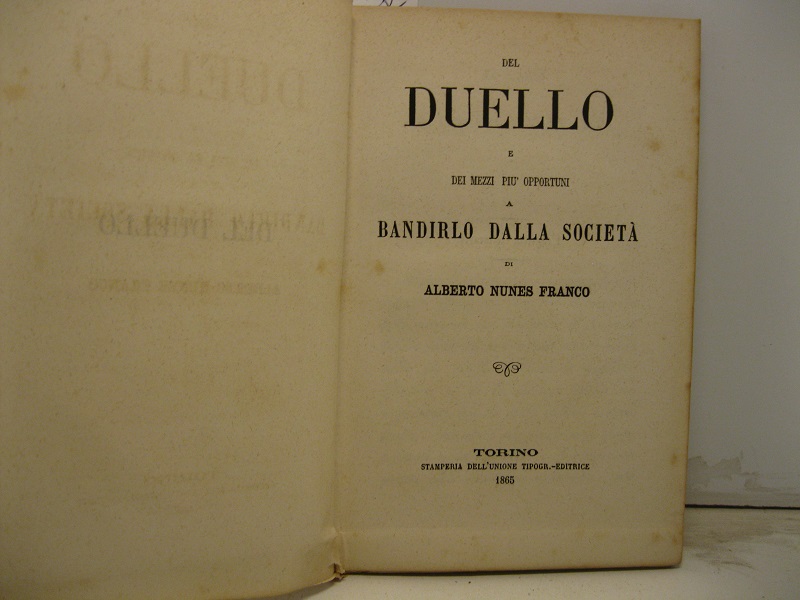 DEL
DUELLO
E
DEI MEZZI PIU' OPPORTUNI
A
BANDIRLO DALLA SOCIETÀ
DI
ALBERTO NUNES FRANCO
TORINO
STAMPERIA DELL'UNIONE TIPOGR.-EDITRICE
1865